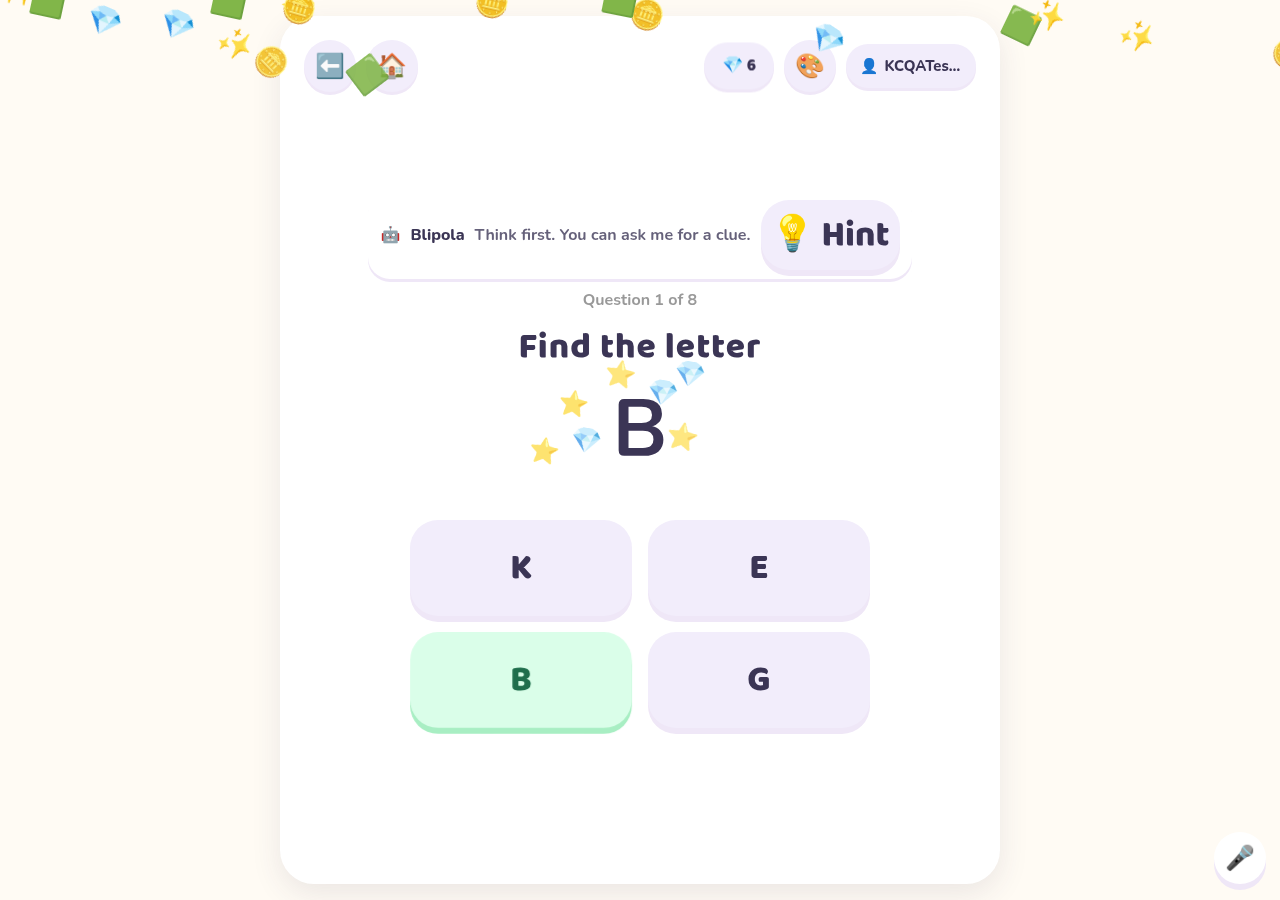 6
KCQATes...
Blipola Think first. You can ask me for a clue.
Hint
Question 1 of 8
Find the letter
B
K
E
B
G